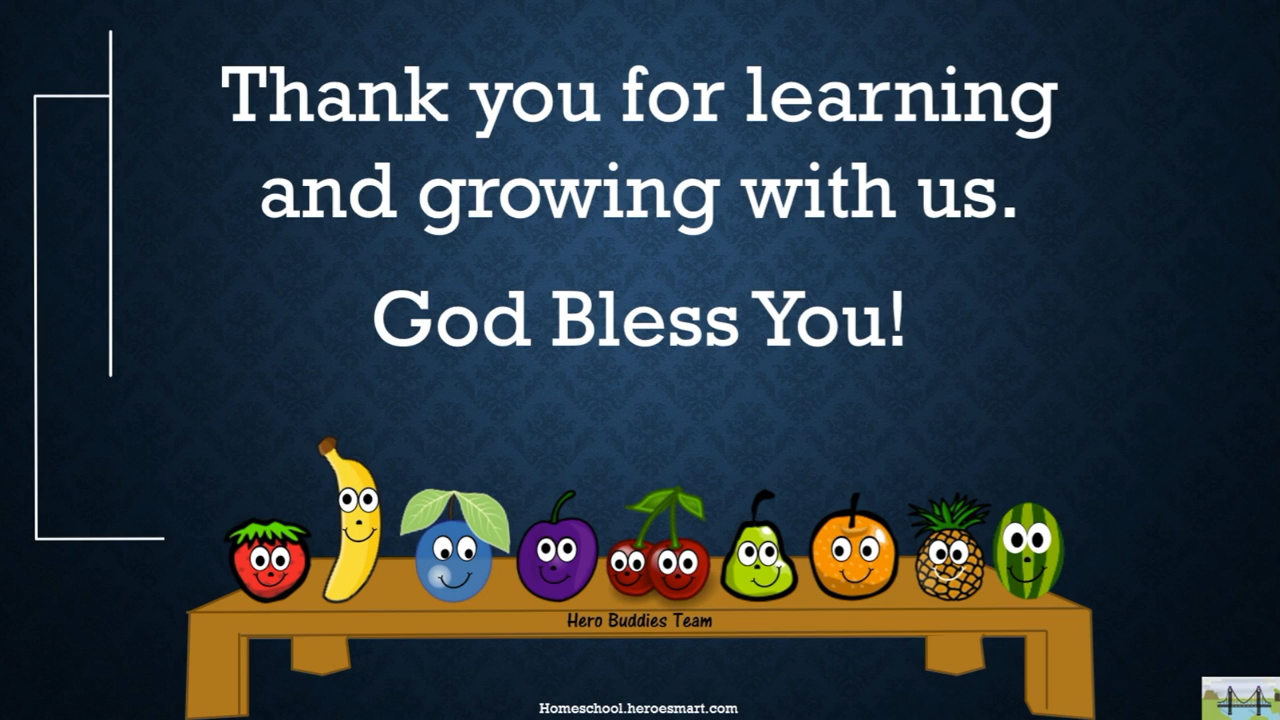 Thank you for learning
and growing with us.
God Bless You!
Hero Buddies Team
Homeschool.heroesmart.com